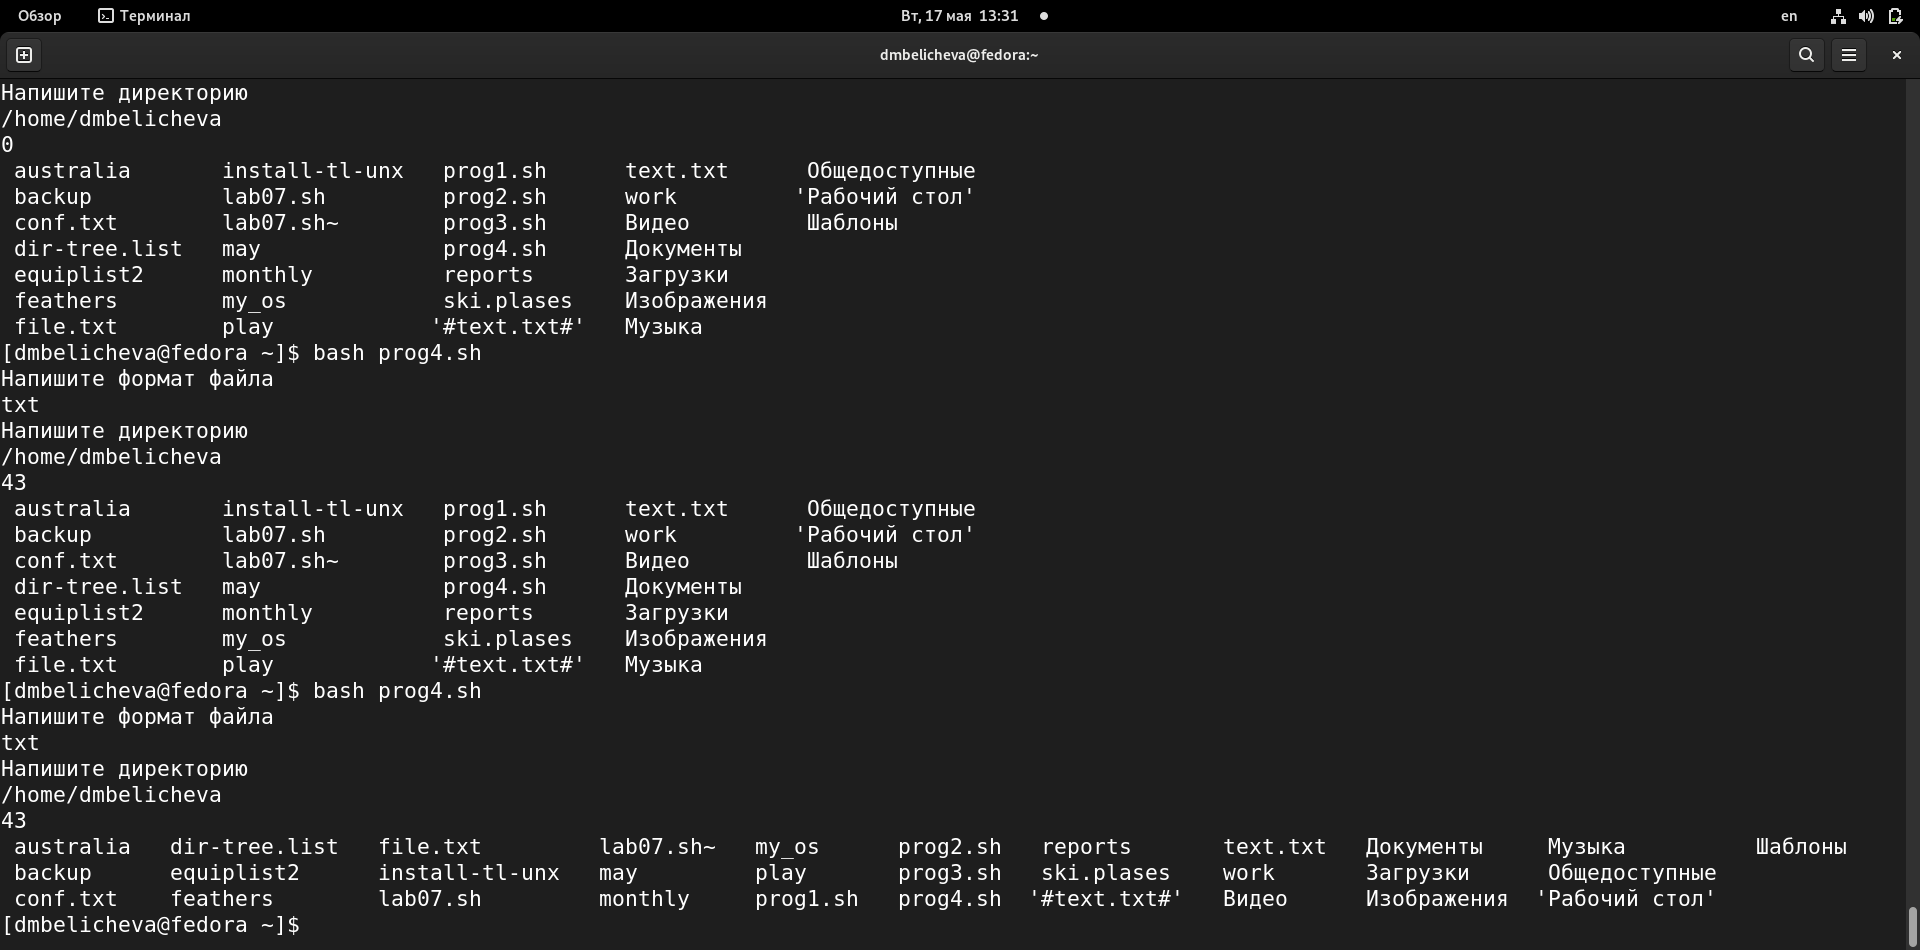 Обзор Терминал Вт, 17 мая 13:31 en
dmbelicheva@fedora:~
Напишите директорию
/home/dmbelicheva
0
australia install-tl-unx prog1.sh text.txt Общедоступные
backup lab07.sh prog2.sh work 'Рабочий стол'
conf.txt lab07.sh~ prog3.sh Видео Шаблоны
dir-tree.list may prog4.sh Документы
equiplist2 monthly reports Загрузки
feathers my_os ski.plases Изображения
file.txt play '#text.txt#' Музыка
[dmbelicheva@fedora ~]$ bash prog4.sh
Напишите формат файла
txt
Напишите директорию
/home/dmbelicheva
43
australia install-tl-unx prog1.sh text.txt Общедоступные
backup lab07.sh prog2.sh work 'Рабочий стол'
conf.txt lab07.sh~ prog3.sh Видео Шаблоны
dir-tree.list may prog4.sh Документы
equiplist2 monthly reports Загрузки
feathers my_os ski.plases Изображения
file.txt play '#text.txt#' Музыка
[dmbelicheva@fedora ~]$ bash prog4.sh
Напишите формат файла
txt
Напишите директорию
/home/dmbelicheva
43
australia dir-tree.list file.txt lab07.sh~ my_os prog2.sh reports text.txt Документы Музыка Шаблоны
backup equiplist2 install-tl-unx may play prog3.sh ski.plases work Загрузки Общедоступные
conf.txt feathers lab07.sh monthly prog1.sh prog4.sh '#text.txt#' Видео Изображения 'Рабочий стол'
[dmbelicheva@fedora ~]$